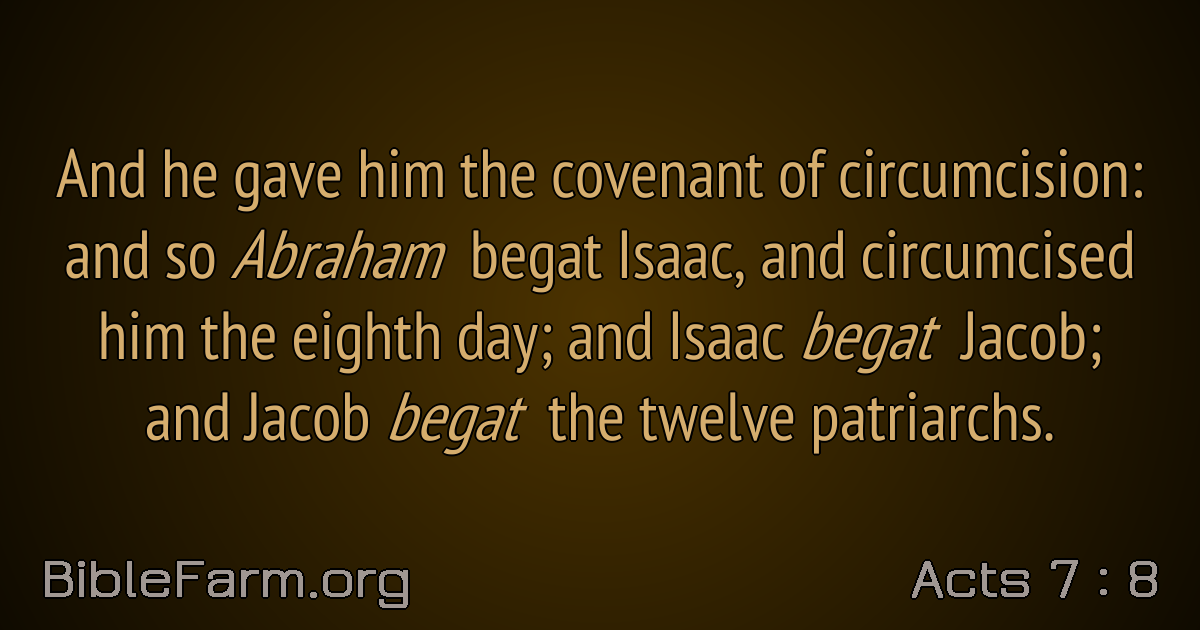 And he gave him the covenant of circumcision:
and so Abraham begat Isaac, and circumcised
him the eighth day; and Isaac begat Jacob;
and Jacob begat the twelve patriarchs.
BibleFarm.org
Acts 7 : 8